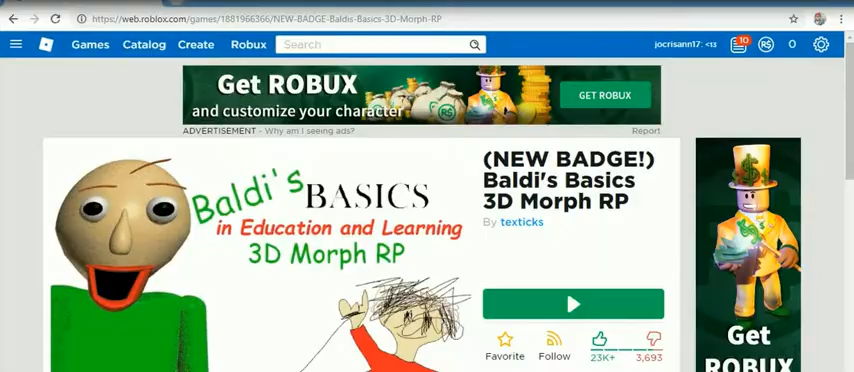 https://web.roblox.com/games/1881966366/NEW-BADGE-Baldis-Basics-3D-Morph-RP
Games Catalog Create Robux Search jocrisann17: <13 10 0
Get ROBUX
and customize your character
GET ROBUX
ADVERTISEMENT - Why am I seeing ads? Report
(NEW BADGE!)
Baldi's Basics
3D Morph RP
By texticks
Baldi's BASICS
in Education and Learning
3D Morph RP
Favorite Follow 23K+ 3,693
Get
ROBUX